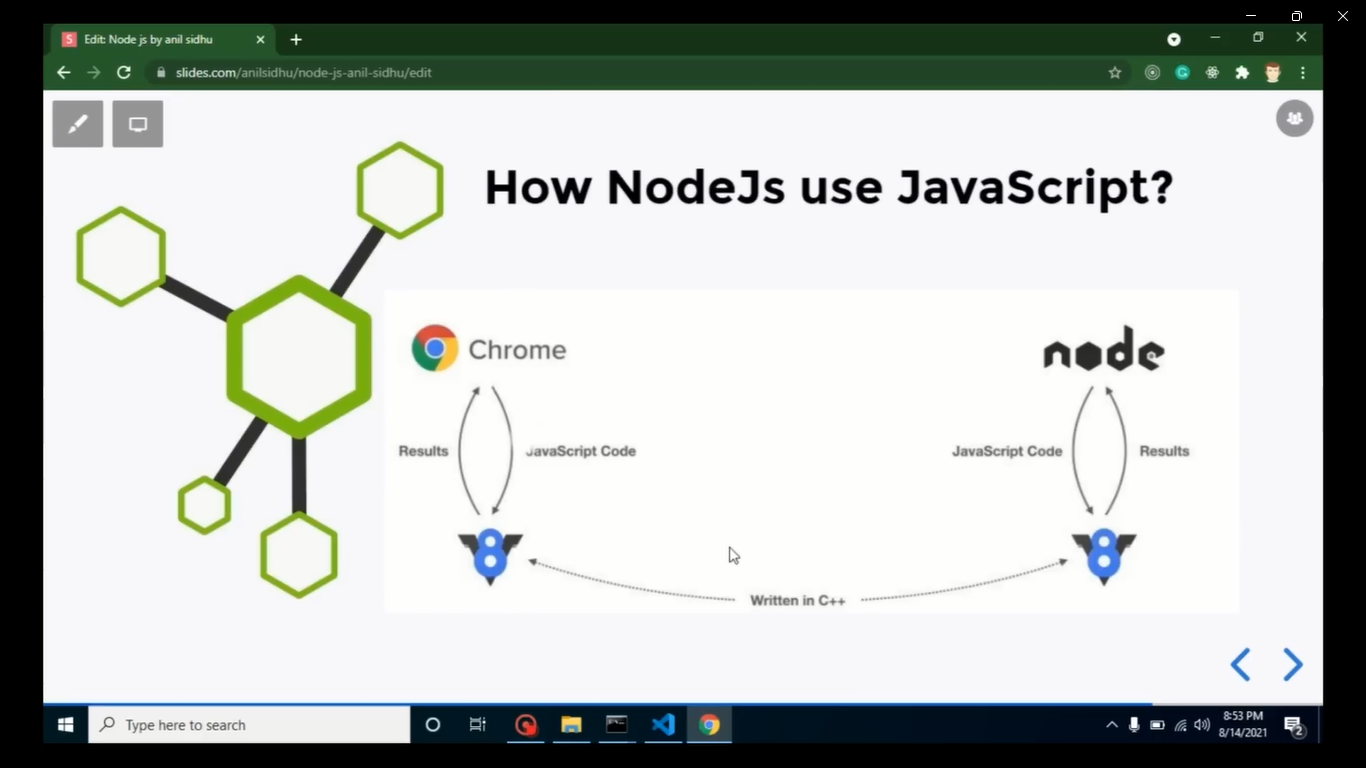 Edit: Node js by anil sidhu
slides.com/anilsidhu/node-js-anil-sidhu/edit
How NodeJs use JavaScript?
Chrome
node
Results
JavaScript Code
JavaScript Code
Results
V8
V8
Written in C++
Type here to search
8:53 PM
8/14/2021
2